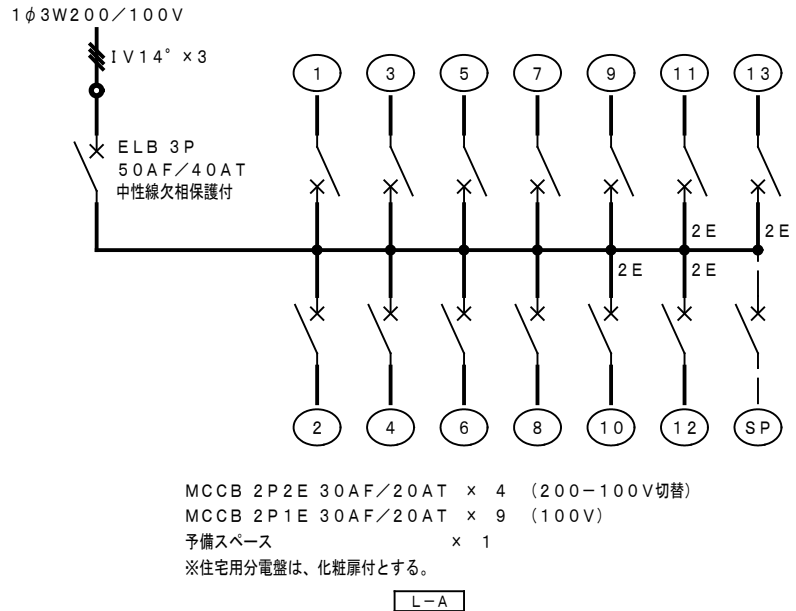 1φ3W200/100V
IV14°×3
ELB 3P
50AF/40AT
中性線欠相保護付
1 3 5 7 9 11 13
2E 2E
2E 2E
2 4 6 8 10 12 SP
MCCB 2P2E 30AF/20AT × 4 (200-100V切替)
MCCB 2P1E 30AF/20AT × 9 (100V)
予備スペース × 1
※住宅用分電盤は、化粧扉付とする。
L-A